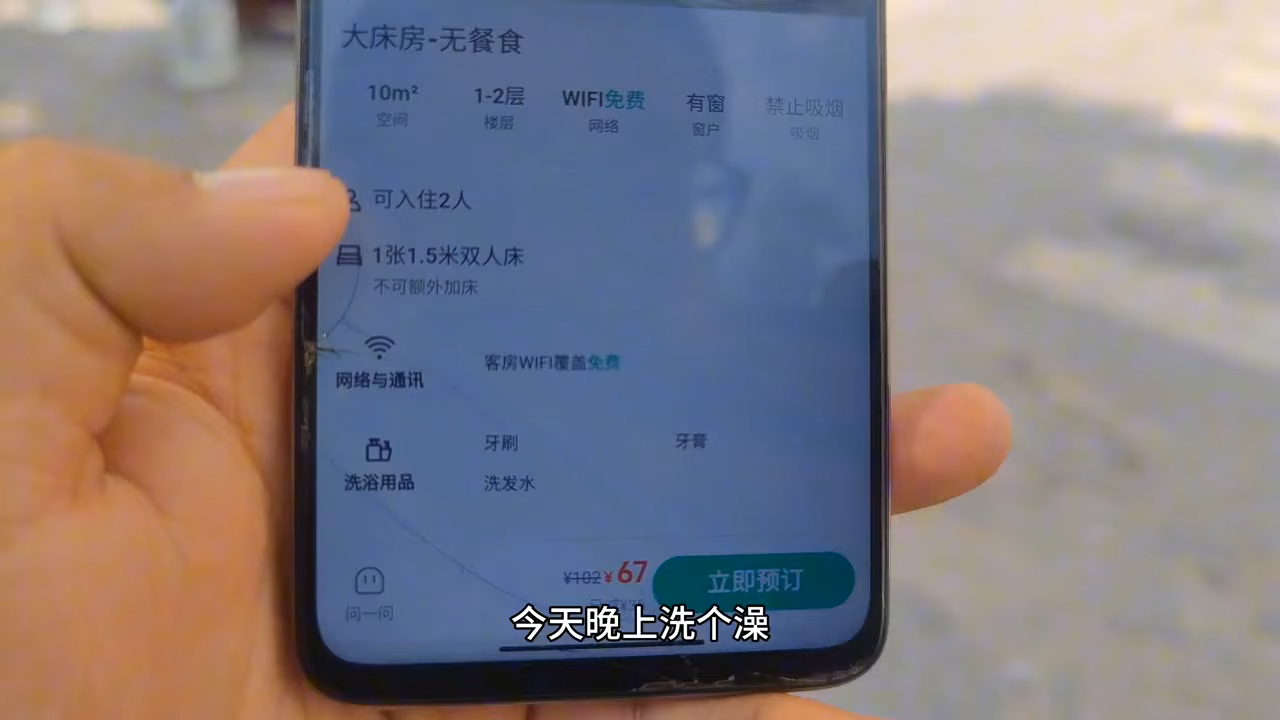 大床房-无餐食
10m² 1-2层 WIFI免费 有窗 禁止吸烟
空间 楼层 网络 窗户 吸烟
可入住2人
1张1.5米双人床
不可额外加床
客房WIFI覆盖免费
网络与通讯
牙刷 牙膏
洗浴用品
洗发水
¥102 ¥67 立即预订
问一问
今天晚上洗个澡